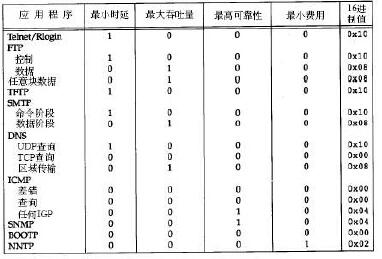 应用程序 最小时延 最大吞吐量 最高可靠性 最小费用 16进制值
Telnet/Rlogin 1 0 0 0 0x10
FTP
控制 1 0 0 0 0x10
数据 0 1 0 0 0x08
任意块数据 0 1 0 0 0x08
TFTP 1 0 0 0 0x10
SMTP
命令阶段 1 0 0 0 0x10
数据阶段 0 1 0 0 0x08
DNS
UDP查询 1 0 0 0 0x10
TCP查询 0 0 0 0 0x00
区域传输 0 1 0 0 0x08
ICMP
差错 0 0 0 0 0x00
查询 0 0 0 0 0x00
任何IGP 0 0 1 0 0x04
SNMP 0 0 1 0 0x04
BOOTP 0 0 0 0 0x00
NNTP 0 0 0 1 0x02